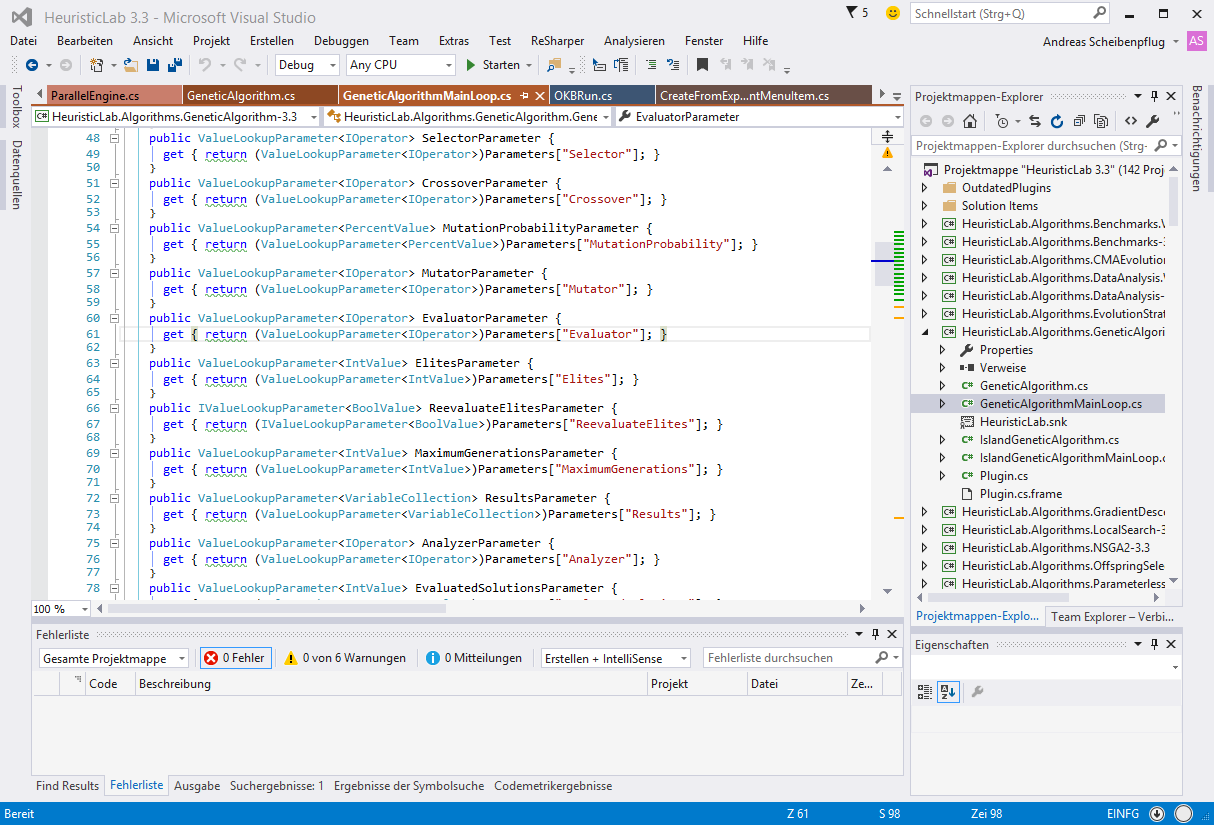 HeuristicLab 3.3 - Microsoft Visual Studio
5
Schnellstart (Strg+Q)
Datei Bearbeiten Ansicht Projekt Erstellen Debuggen Team Extras Test ReSharper Analysieren Fenster Hilfe
Andreas Scheibenpflug AS
Debug Any CPU Starten
Toolbox
Datenquellen
ParallelEngine.cs GeneticAlgorithm.cs GeneticAlgorithmMainLoop.cs OKBRun.cs CreateFromExp...ntMenuItem.cs
HeuristicLab.Algorithms.GeneticAlgorithm-3.3 HeuristicLab.Algorithms.GeneticAlgorithm.Gene EvaluatorParameter
48 public ValueLookupParameter<IOperator> SelectorParameter {
49 get { return (ValueLookupParameter<IOperator>)Parameters["Selector"]; }
50 }
51 public ValueLookupParameter<IOperator> CrossoverParameter {
52 get { return (ValueLookupParameter<IOperator>)Parameters["Crossover"]; }
53 }
54 public ValueLookupParameter<PercentValue> MutationProbabilityParameter {
55 get { return (ValueLookupParameter<PercentValue>)Parameters["MutationProbability"]; }
56 }
57 public ValueLookupParameter<IOperator> MutatorParameter {
58 get { return (ValueLookupParameter<IOperator>)Parameters["Mutator"]; }
59 }
60 public ValueLookupParameter<IOperator> EvaluatorParameter {
61 get { return (ValueLookupParameter<IOperator>)Parameters["Evaluator"]; }
62 }
63 public ValueLookupParameter<IntValue> ElitesParameter {
64 get { return (ValueLookupParameter<IntValue>)Parameters["Elites"]; }
65 }
66 public IValueLookupParameter<BoolValue> ReevaluateElitesParameter {
67 get { return (IValueLookupParameter<BoolValue>)Parameters["ReevaluateElites"]; }
68 }
69 public ValueLookupParameter<IntValue> MaximumGenerationsParameter {
70 get { return (ValueLookupParameter<IntValue>)Parameters["MaximumGenerations"]; }
71 }
72 public ValueLookupParameter<VariableCollection> ResultsParameter {
73 get { return (ValueLookupParameter<VariableCollection>)Parameters["Results"]; }
74 }
75 public ValueLookupParameter<IOperator> AnalyzerParameter {
76 get { return (ValueLookupParameter<IOperator>)Parameters["Analyzer"]; }
77 }
78 public ValueLookupParameter<IntValue> EvaluatedSolutionsParameter {
100 %
Projektmappen-Explorer
Projektmappen-Explorer durchsuchen (Strg-
Projektmappe "HeuristicLab 3.3" (142 Proj
OutdatedPlugins
Solution Items
HeuristicLab.Algorithms.Benchmarks.V
HeuristicLab.Algorithms.Benchmarks-3
HeuristicLab.Algorithms.CMAEvolution
HeuristicLab.Algorithms.DataAnalysis.V
HeuristicLab.Algorithms.DataAnalysis-
HeuristicLab.Algorithms.EvolutionStrat
HeuristicLab.Algorithms.GeneticAlgori
Properties
Verweise
GeneticAlgorithm.cs
GeneticAlgorithmMainLoop.cs
HeuristicLab.snk
IslandGeneticAlgorithm.cs
IslandGeneticAlgorithmMainLoop.c
Plugin.cs
Plugin.cs.frame
HeuristicLab.Algorithms.GradientDesc
HeuristicLab.Algorithms.LocalSearch-3
HeuristicLab.Algorithms.NSGA2-3.3
HeuristicLab.Algorithms.OffspringSele
HeuristicLab.Algorithms.Parameterless
Projektmappen-Explo... Team Explorer – Verbi...
Benachrichtigungen
Fehlerliste
Gesamte Projektmappe 0 Fehler 0 von 6 Warnungen 0 Mitteilungen Erstellen + IntelliSense Fehlerliste durchsuchen
Code Beschreibung Projekt Datei Ze...
Eigenschaften
Find Results Fehlerliste Ausgabe Suchergebnisse: 1 Ergebnisse der Symbolsuche Codemetrikergebnisse
Bereit Z 61 S 98 Zei 98 EINFG